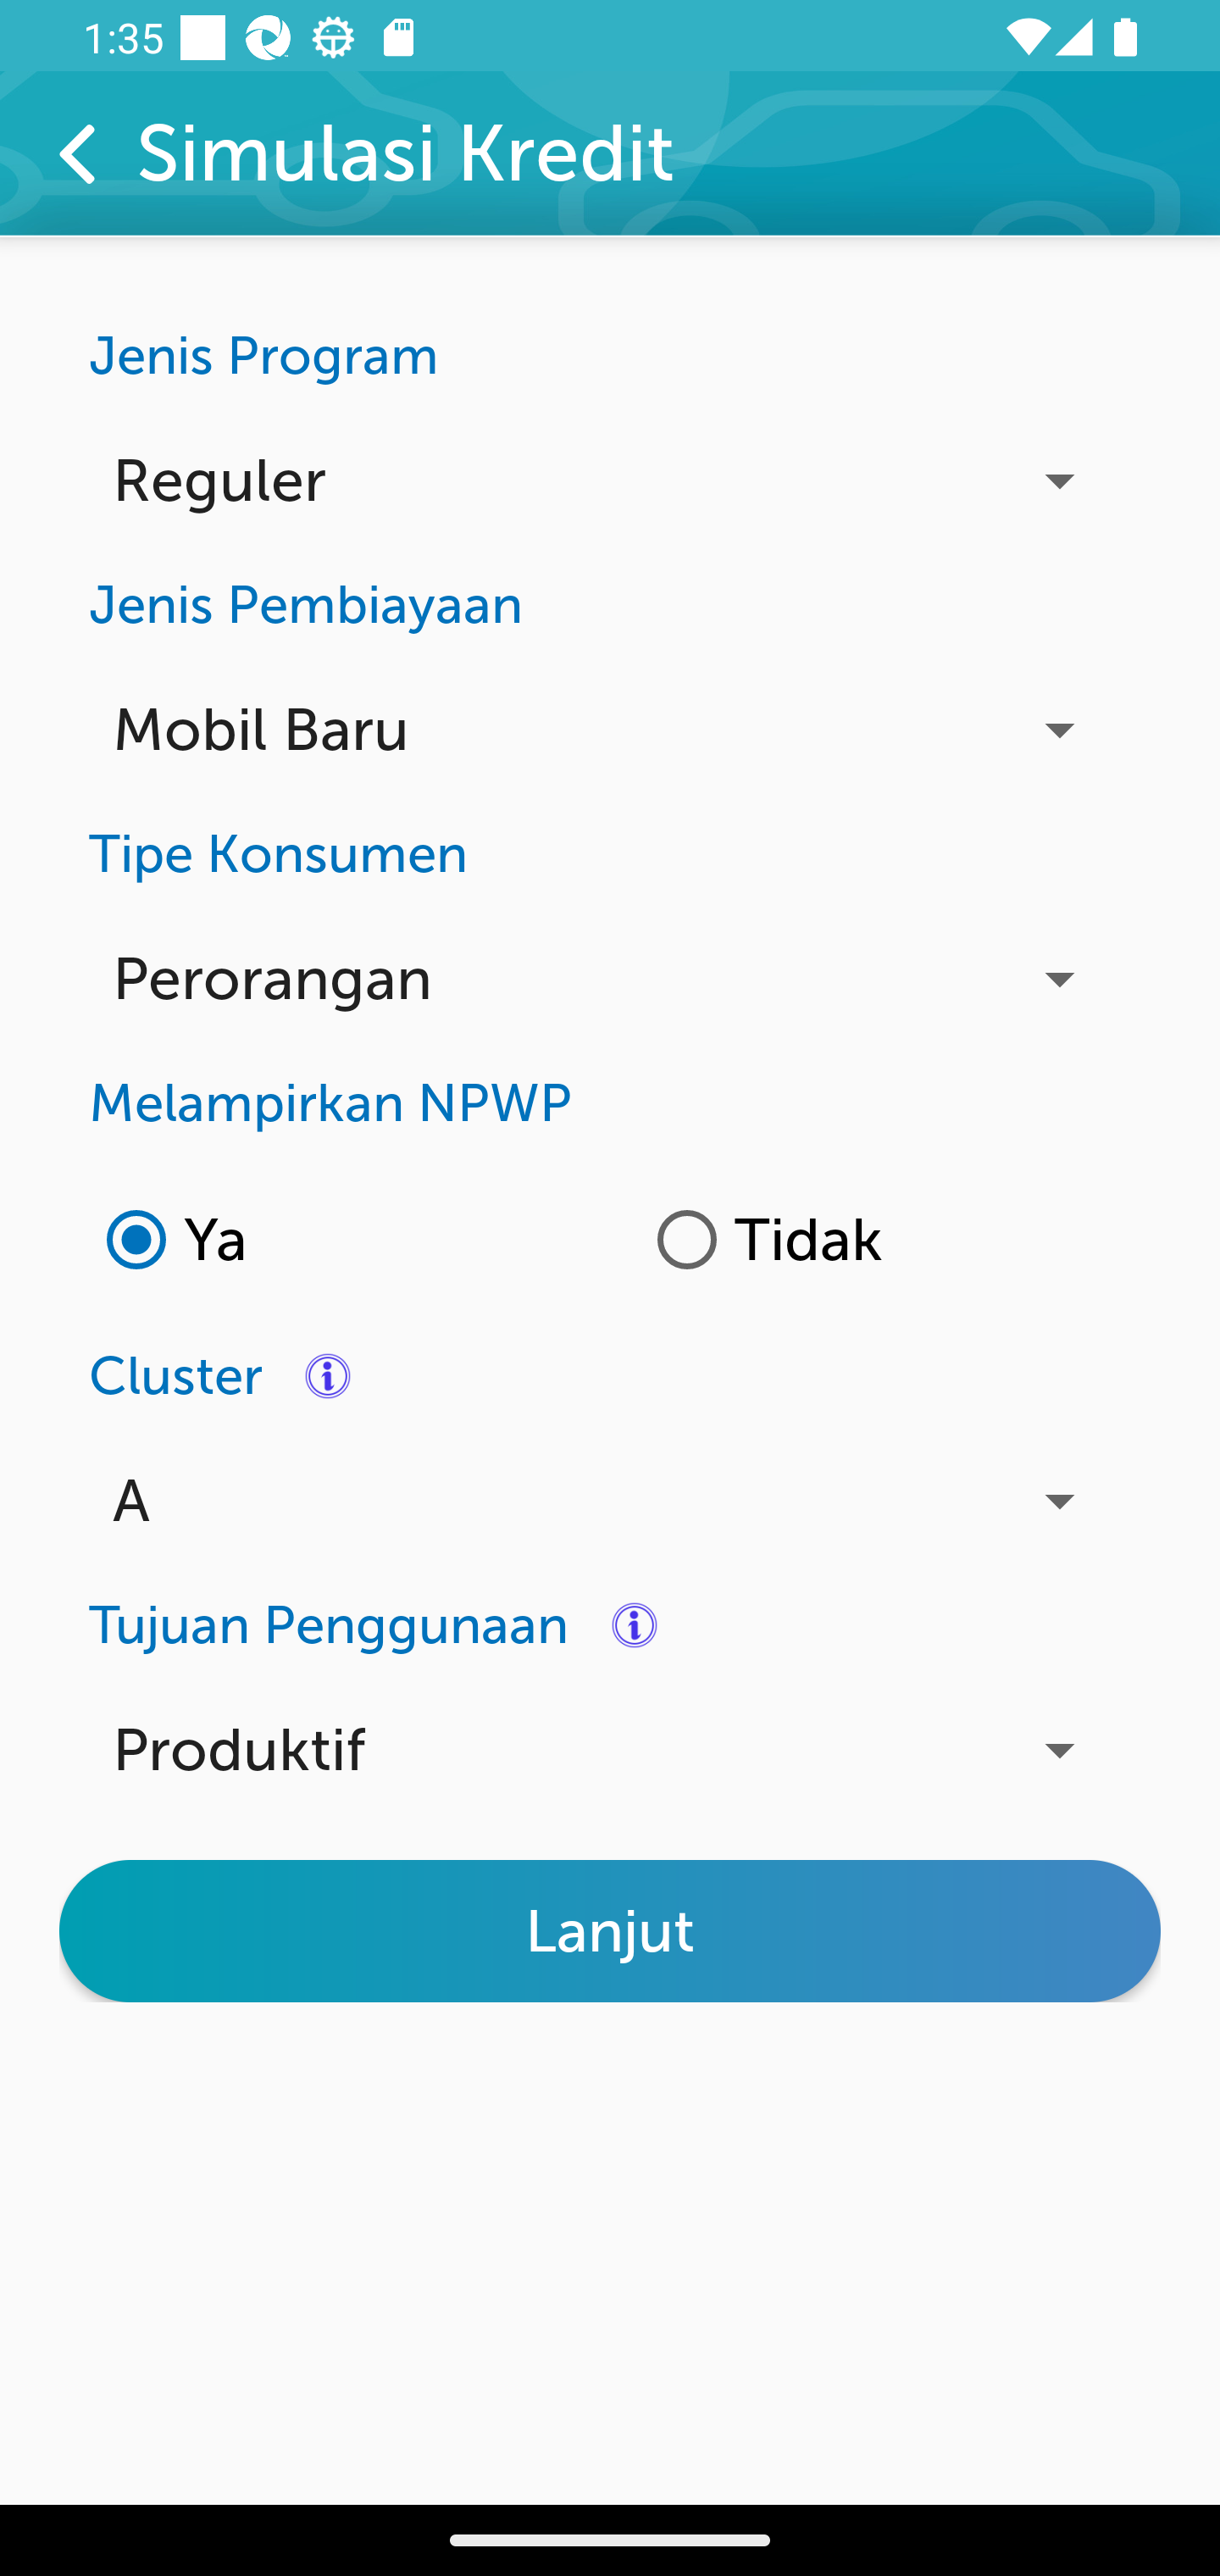 1:35
Simulasi Kredit
Jenis Program
Reguler
Jenis Pembiayaan
Mobil Baru
Tipe Konsumen
Perorangan
Melampirkan NPWP
Ya
Tidak
Cluster
A
Tujuan Penggunaan
Produktif
Lanjut